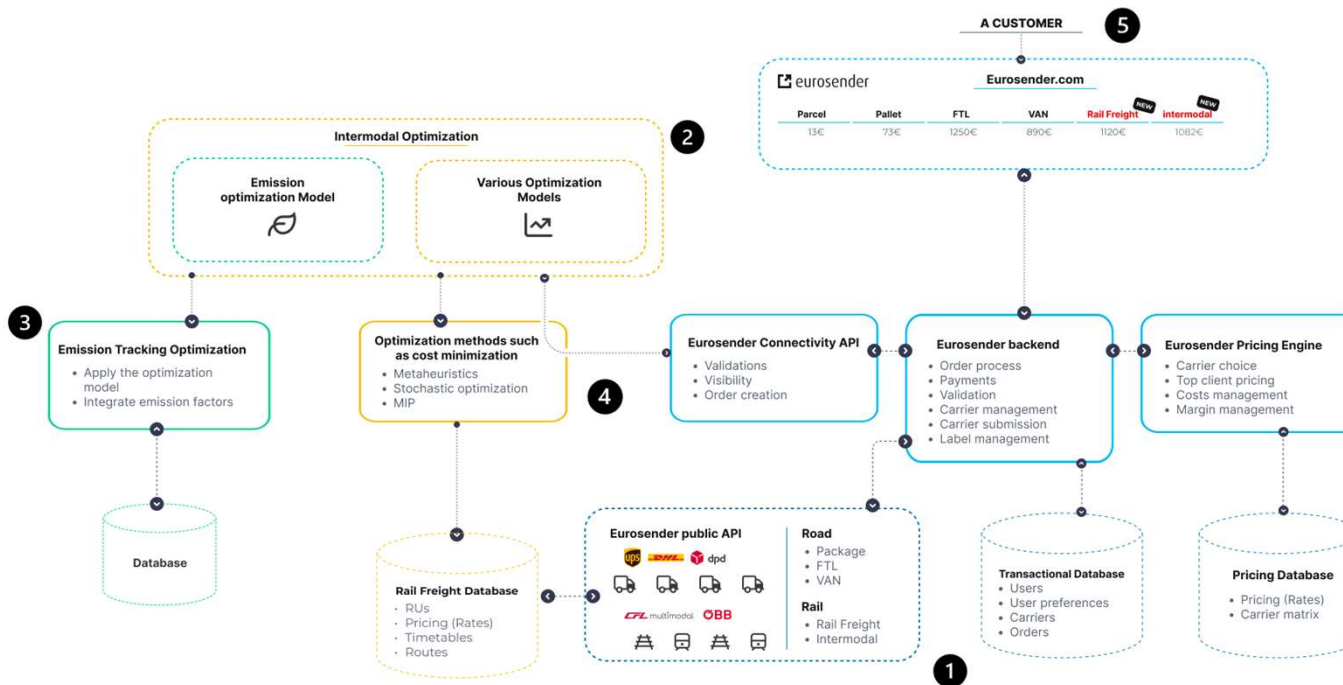 A CUSTOMER
5
eurosender
Eurosender.com
Parcel Pallet FTL VAN Rail Freight NEW intermodal NEW
13€ 73€ 1250€ 890€ 1120€ 1082€
Intermodal Optimization
2
Emission
optimization Model
Various Optimization
Models
3
Emission Tracking Optimization
• Apply the optimization
model
• Integrate emission factors
Optimization methods such
as cost minimization
• Metaheuristics
• Stochastic optimization
• MIP
4
Eurosender Connectivity API
• Validations
• Visibility
• Order creation
Eurosender backend
• Order process
• Payments
• Validation
• Carrier management
• Carrier submission
• Label management
Eurosender Pricing Engine
• Carrier choice
• Top client pricing
• Costs management
• Margin management
Database
Rail Freight Database
• RUs
• Pricing (Rates)
• Timetables
• Routes
Eurosender public API
ups DHL dpd
CFL multimodal ÖBB
Road
• Package
• FTL
• VAN
Rail
• Rail Freight
• Intermodal
1
Transactional Database
• Users
• User preferences
• Carriers
• Orders
Pricing Database
• Pricing (Rates)
• Carrier matrix